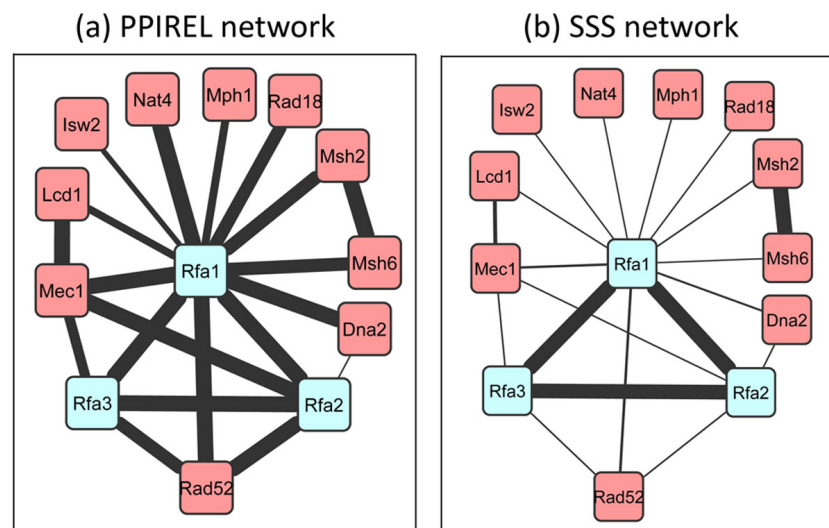 (a) PPIREL network
(b) SSS network
Nat4
Mph1
Rad18
Isw2
Msh2
Lcd1
Rfa1
Msh6
Mec1
Dna2
Rfa3
Rfa2
Rad52
Nat4
Mph1
Rad18
Isw2
Msh2
Lcd1
Rfa1
Msh6
Mec1
Dna2
Rfa3
Rfa2
Rad52